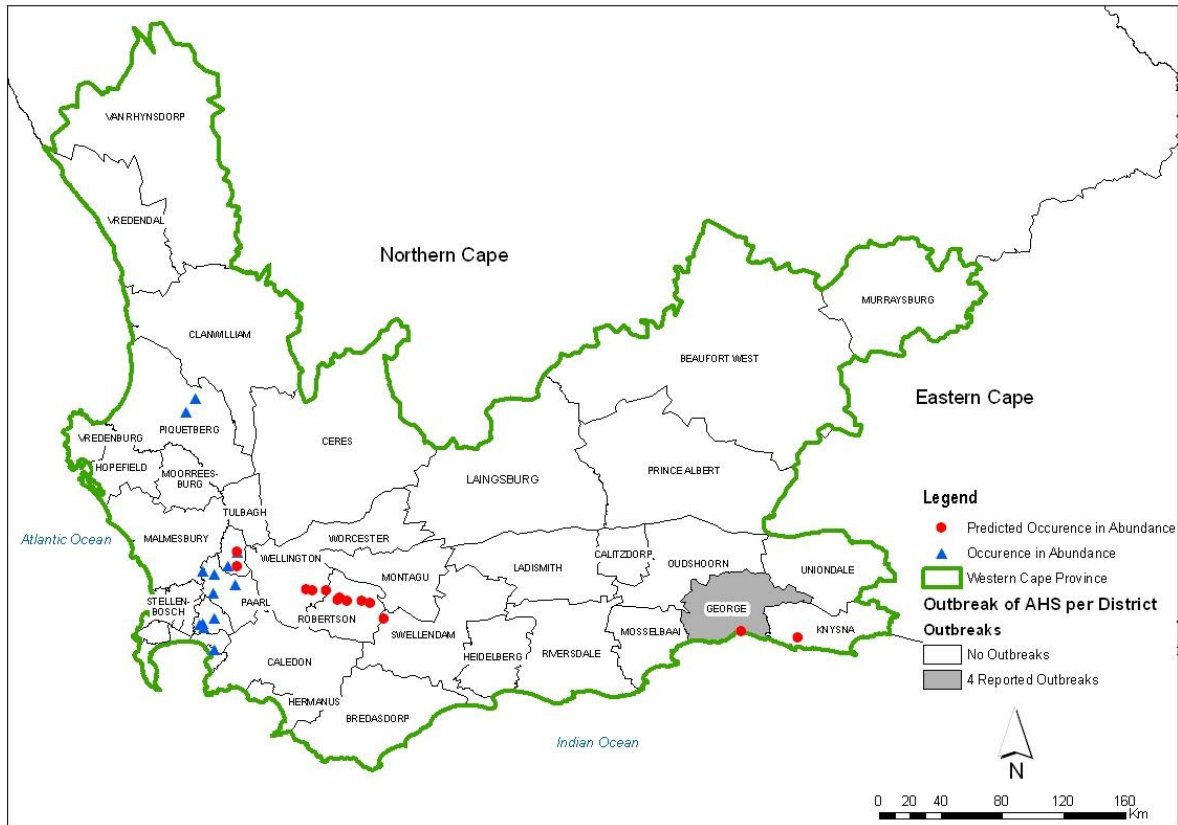 VAN RHYNSDORP
VREDENDAL
Northern Cape
MURRAYSBURG
CLANWILLIAM
BEAUFORT WEST
Eastern Cape
PIQUETBERG
VREDENBURG
CERES
HOPEFIELD
MOORREES-
BURG
PRINCE ALBERT
LAINGSBURG
TULBAGH
Atlantic Ocean
MALMESBURY
WORCESTER
WELLINGTON
MONTAGU
LADISMITH
CALITZDORP
OUDSHOORN
UNIONDALE
STELLEN-
BOSCH
PAARL
ROBERTSON
SWELLENDAM
GEORGE
KNYSNA
MOSSELBAAI
HEIDELBERG
RIVERSDALE
CALEDON
HERMANUS
BREDASDORP
Indian Ocean
Legend
Predicted Occurence in Abundance
Occurence in Abundance
Western Cape Province
Outbreak of AHS per District
Outbreaks
No Outbreaks
4 Reported Outbreaks
N
0 20 40 80 120 160
Km